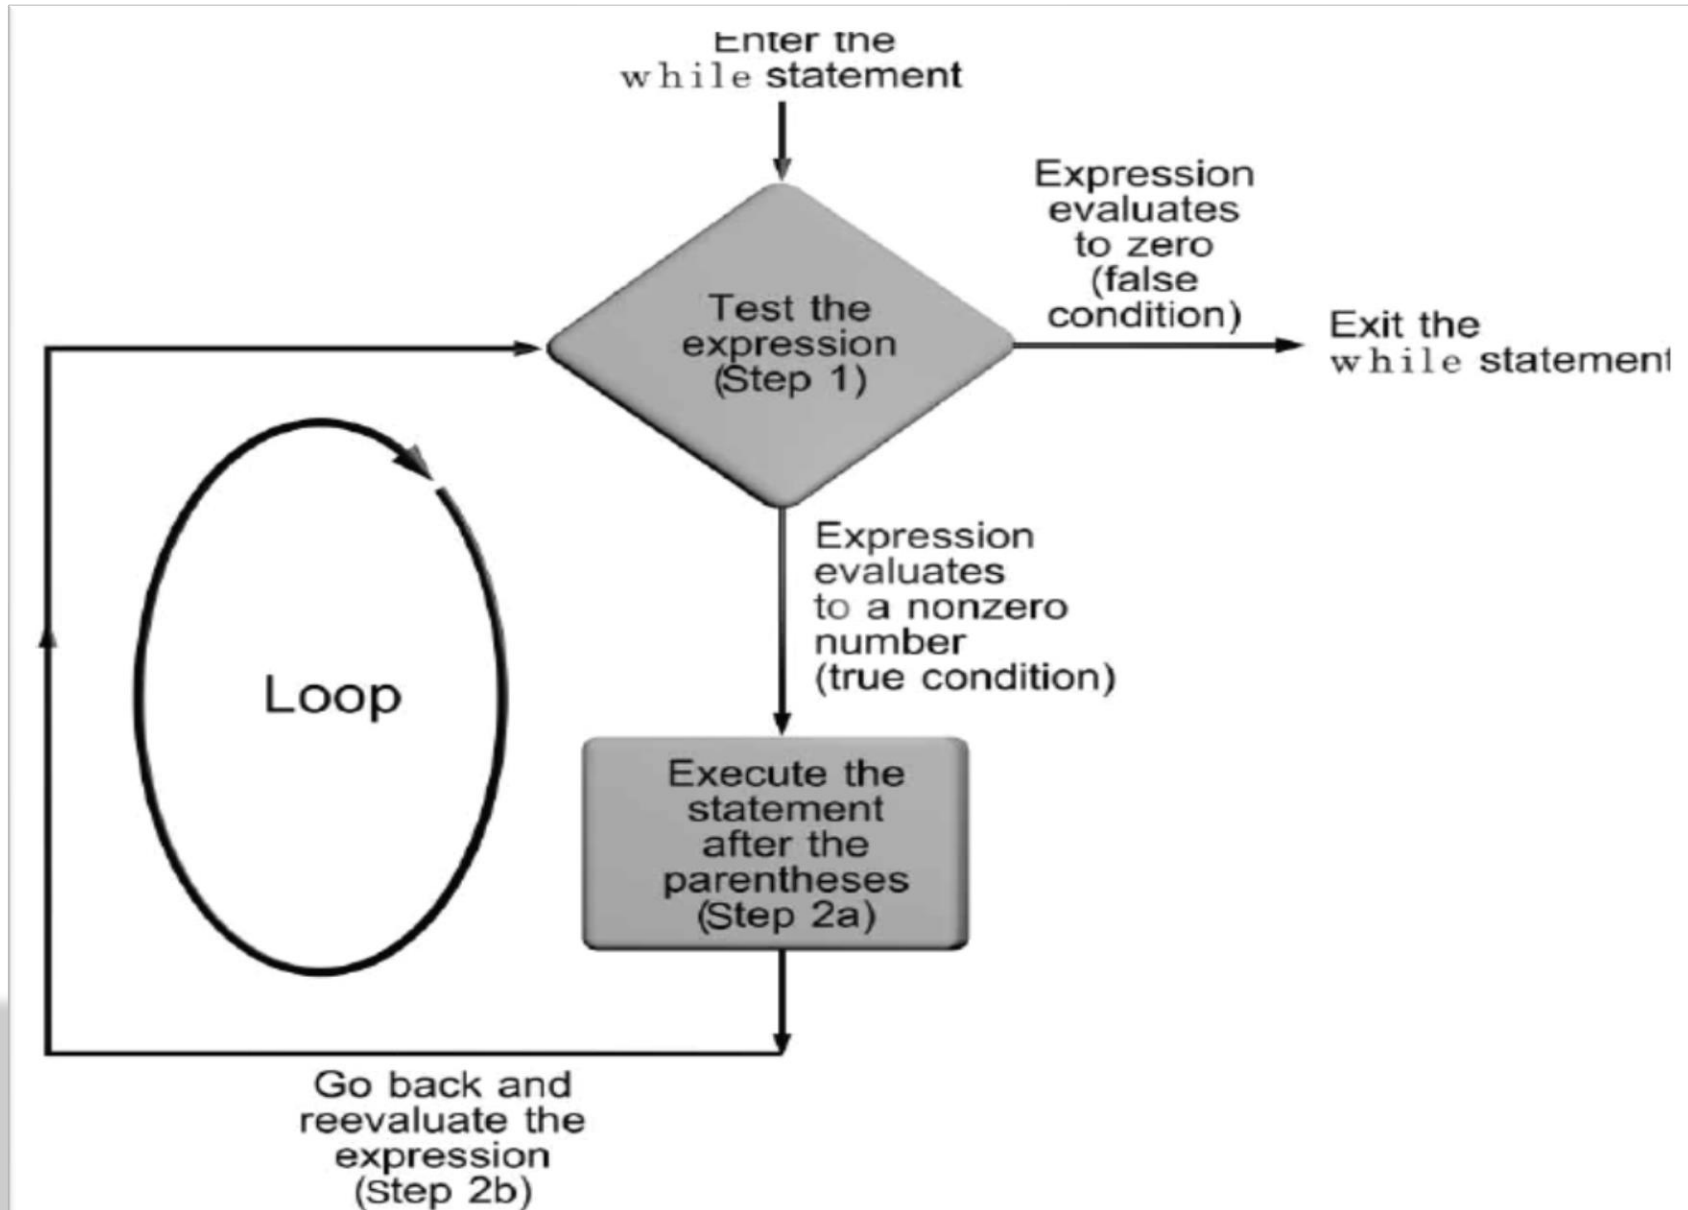 Enter the
while statement
Expression
evaluates
to zero
(false
condition)
Test the
expression
(Step 1)
Exit the
while statement
Expression
evaluates
to a nonzero
number
(true condition)
Loop
Execute the
statement
after the
parentheses
(Step 2a)
Go back and
reevaluate the
expression
(Step 2b)